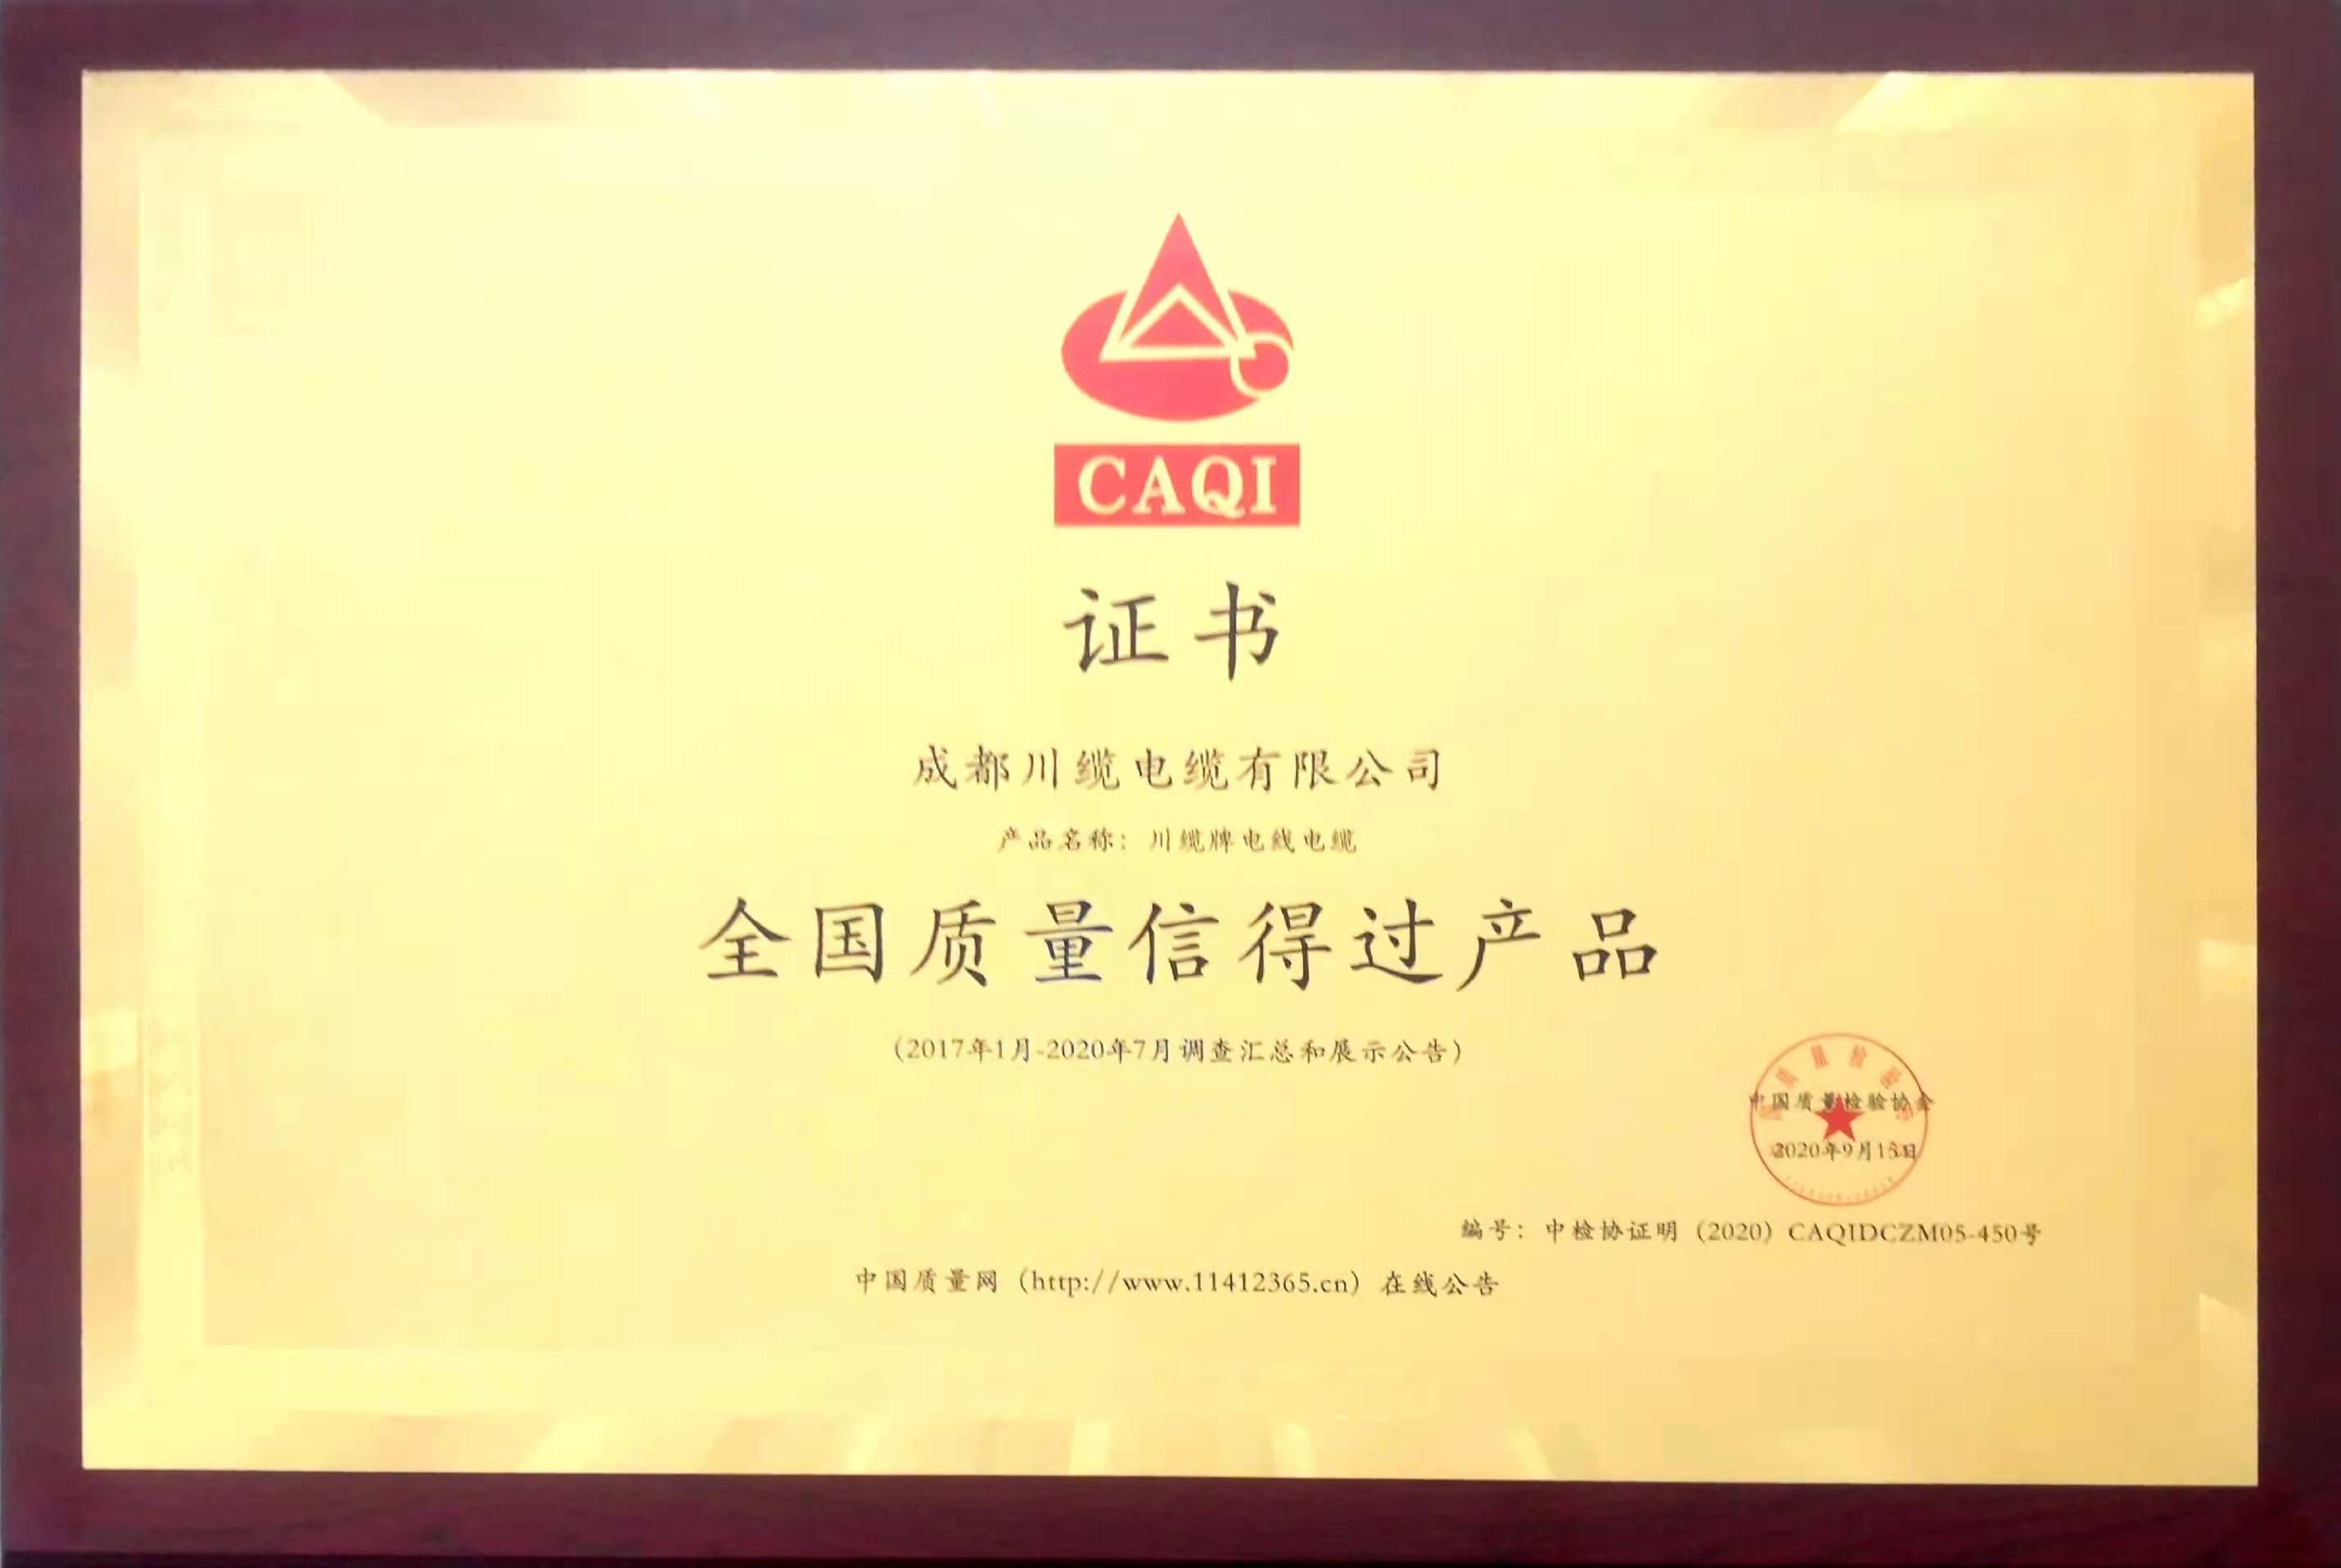 CAQI
证书
成都川缆电缆有限公司
产品名称：川缆牌电线电缆
全国质量信得过产品
（2017年1月-2020年7月调查汇总和展示公告）
中国质量检验协会
2020年9月15日
编号：中检协证明（2020）CAQIDCZM05-450号
中国质量网（http://www.11412365.cn）在线公告